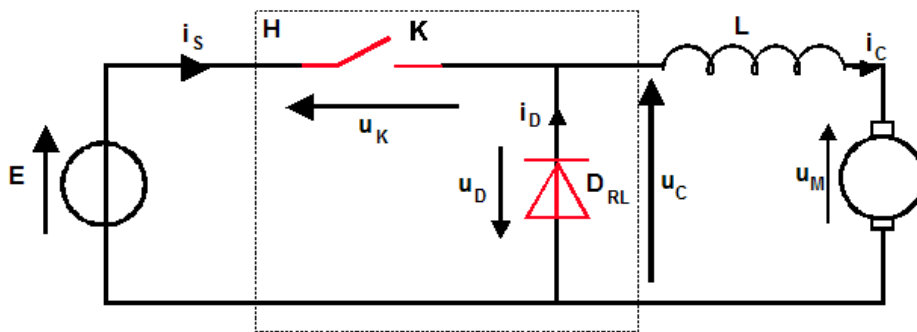 i_S
H
K
L
i_C
u_K
i_D
E
u_D
D_RL
u_C
u_M